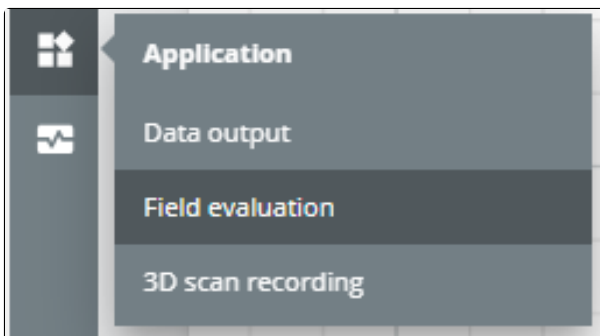 Application
Data output
Field evaluation
3D scan recording